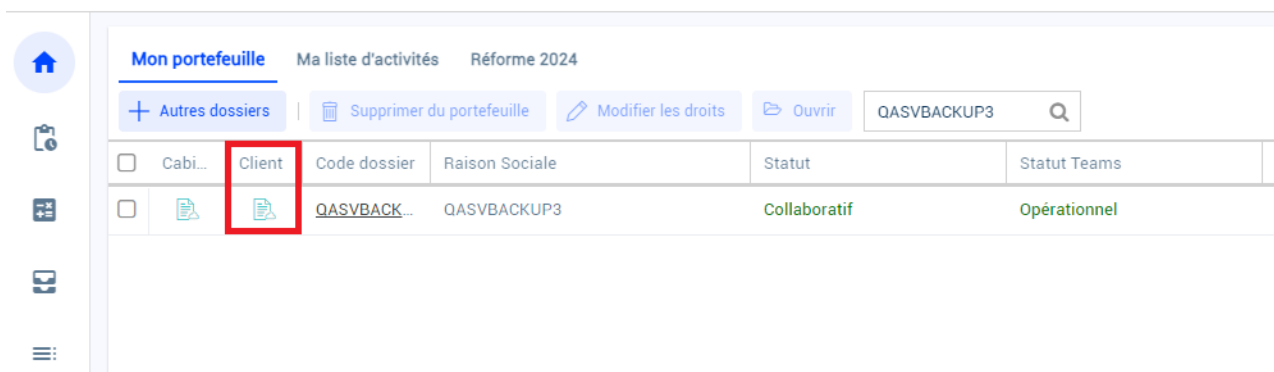 Mon portefeuille Ma liste d'activités Réforme 2024
Autres dossiers Supprimer du portefeuille Modifier les droits Ouvrir QASVBACKUP3
Cabi... Client Code dossier Raison Sociale Statut Statut Teams
QASVBACK... QASVBACKUP3 Collaboratif Opérationnel